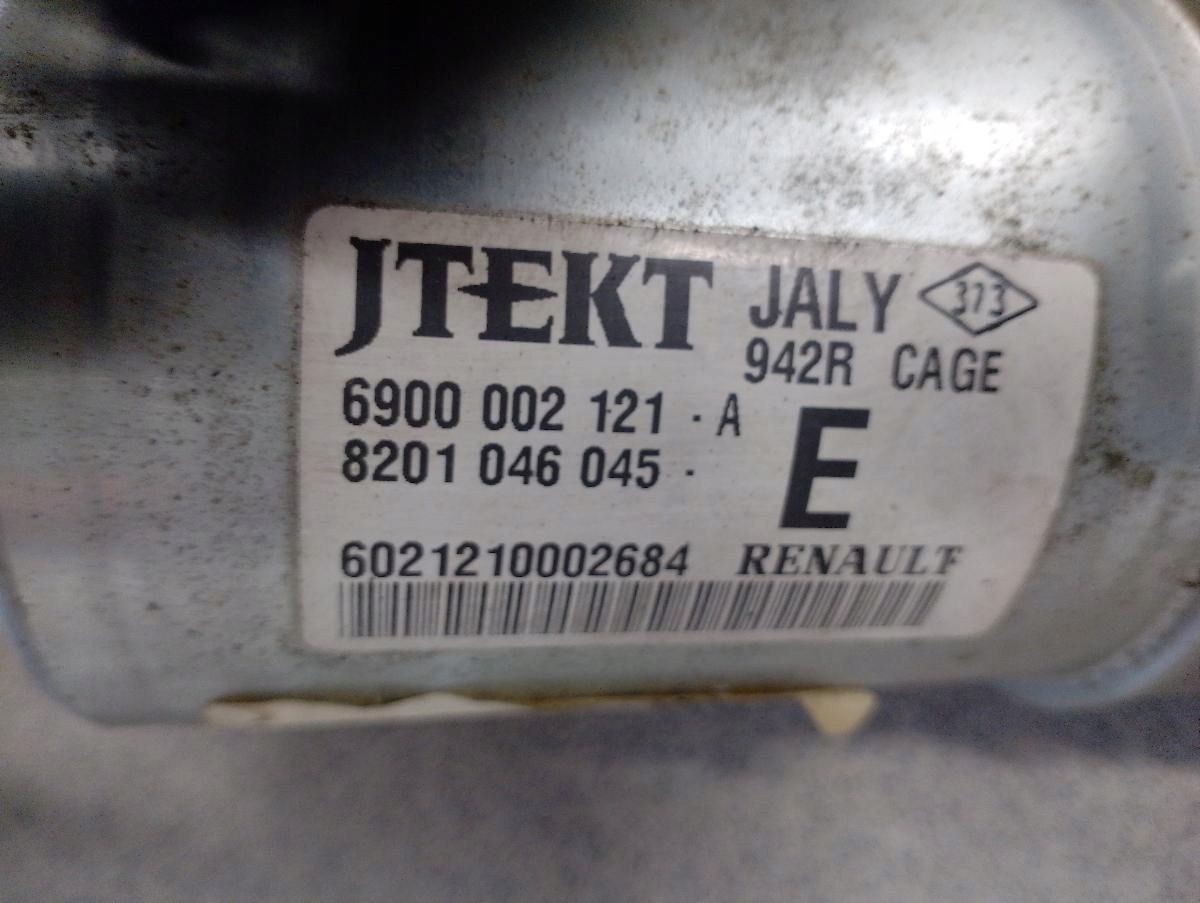 JTEKT JALY 373
942R CAGE
6900 002 121 - A
8201 046 045 -
E
6021210002684 RENAULT